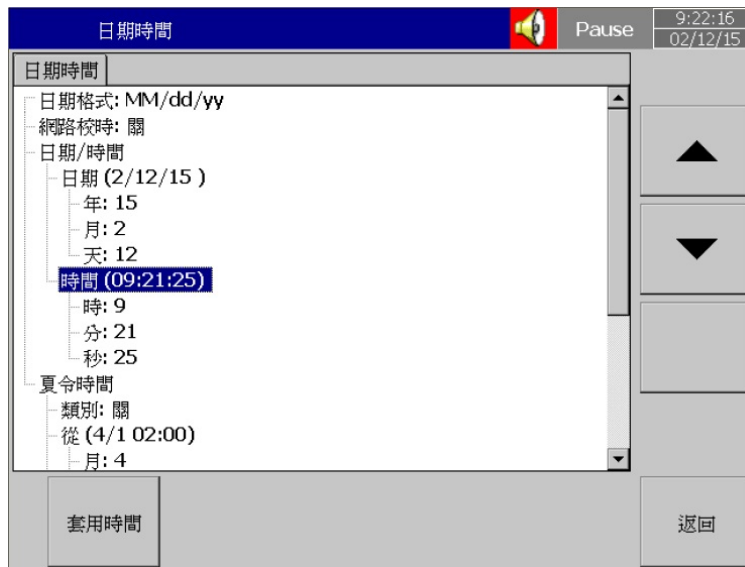 日期時間
Pause
9:22:16
02/12/15
日期時間
日期格式: MM/dd/yy
網路校時: 關
日期/時間
日期 (2/12/15 )
年: 15
月: 2
天: 12
時間 (09:21:25)
時: 9
分: 21
秒: 25
夏令時間
類別: 關
從 (4/1 02:00)
月: 4
套用時間
返回